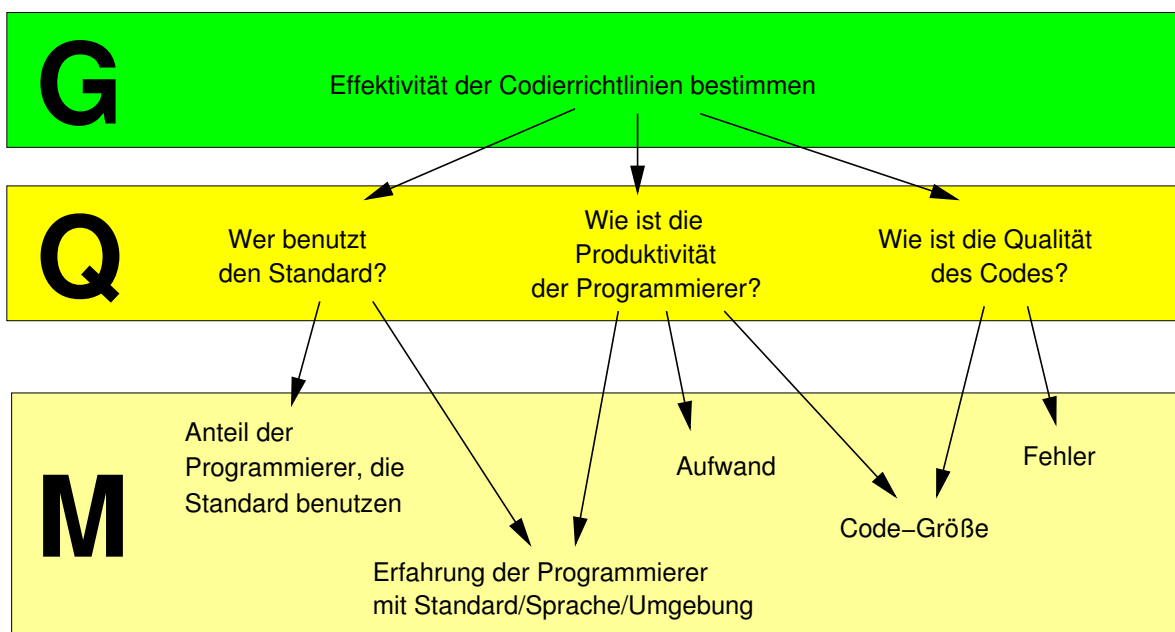 G
Effektivität der Codierrichtlinien bestimmen
Q
Wer benutzt
den Standard?
Wie ist die
Produktivität
der Programmierer?
Wie ist die Qualität
des Codes?
M
Anteil der
Programmierer, die
Standard benutzen
Erfahrung der Programmierer
mit Standard/Sprache/Umgebung
Aufwand
Code−Größe
Fehler